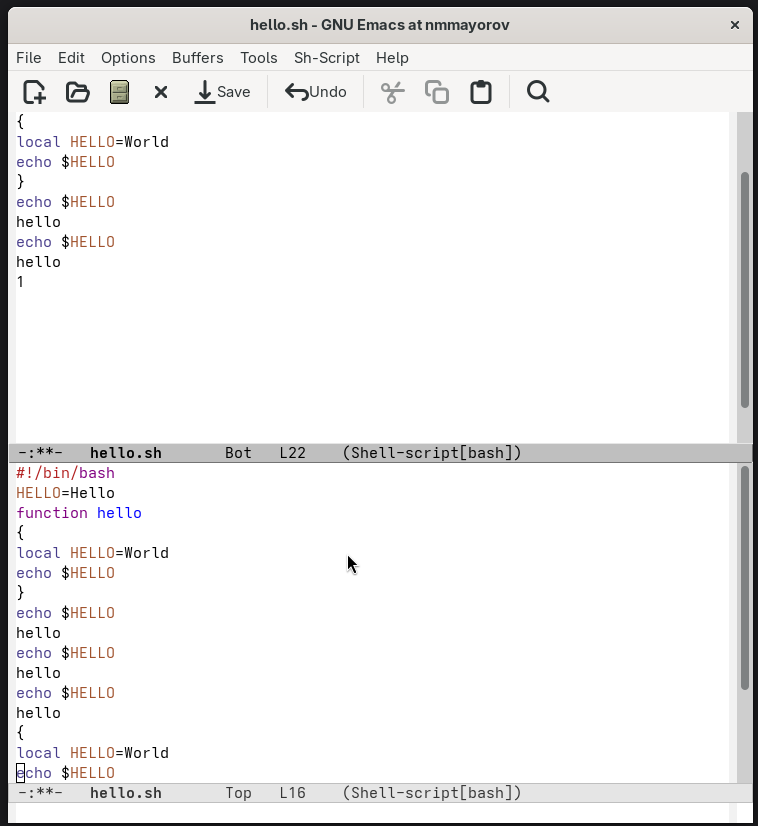 hello.sh - GNU Emacs at nmmayorov
File Edit Options Buffers Tools Sh-Script Help
Save Undo
{
local HELLO=World
echo $HELLO
}
echo $HELLO
hello
echo $HELLO
hello
1
-:**- hello.sh Bot L22 (Shell-script[bash])
#!/bin/bash
HELLO=Hello
function hello
{
local HELLO=World
echo $HELLO
}
echo $HELLO
hello
echo $HELLO
hello
echo $HELLO
hello
{
local HELLO=World
echo $HELLO
-:**- hello.sh Top L16 (Shell-script[bash])